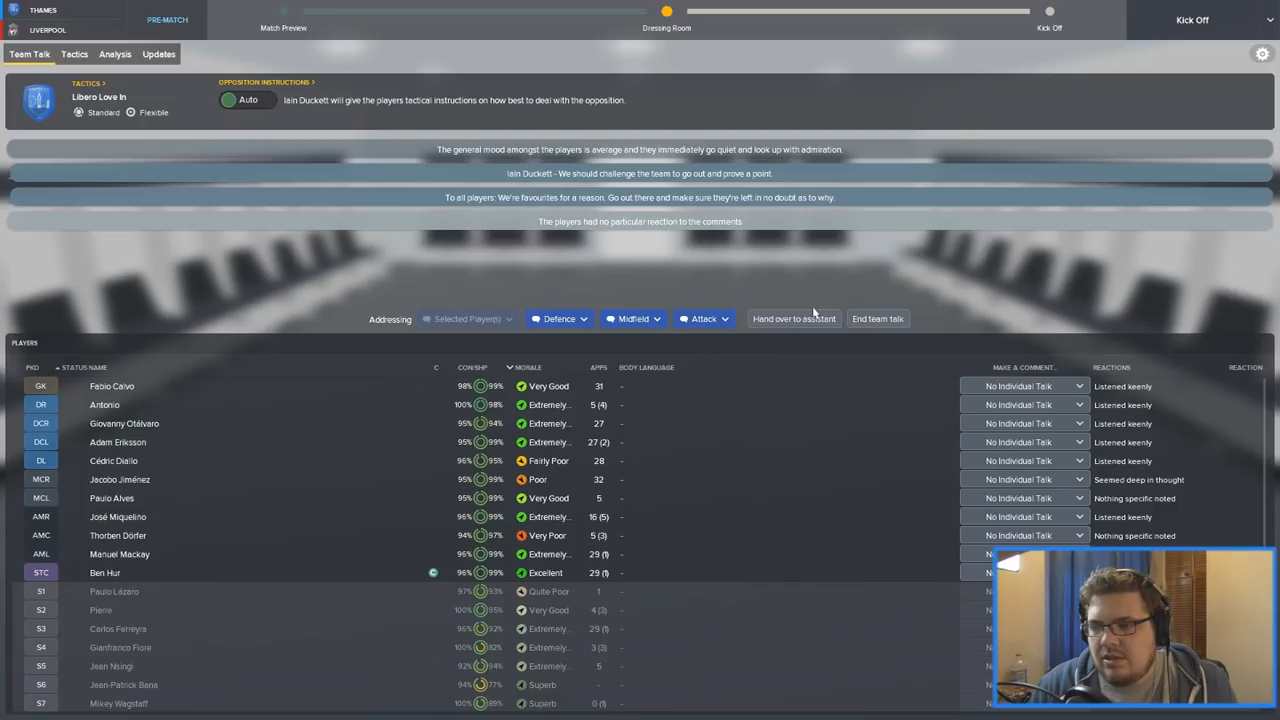 THAMES
LIVERPOOL
PRE-MATCH
Match Preview
Dressing Room
Kick Off
Kick Off
Team Talk
Tactics
Analysis
Updates
TACTICS >
Libero Love In
Standard
Flexible
OPPOSITION INSTRUCTIONS >
Auto
Iain Duckett will give the players tactical instructions on how best to deal with the opposition.
The general mood amongst the players is average and they immediately go quiet and look up with admiration.
Iain Duckett - We should challenge the team to go out and prove a point.
To all players: We're favourites for a reason. Go out there and make sure they're left in no doubt as to why.
The players had no particular reaction to the comments
Addressing
Selected Player(s)
Defence
Midfield
Attack
Hand over to assistant
End team talk
PLAYERS
PKD STATUS NAME C CON/SHP MORALE APPS BODY LANGUAGE MAKE A COMMENT... REACTIONS REACTION
GK Fabio Calvo 98% 99% Very Good 31 - No Individual Talk Listened keenly
DR Antonio 100% 98% Extremely... 5 (4) - No Individual Talk Listened keenly
DCR Giovanny Otálvaro 95% 94% Extremely... 27 - No Individual Talk Listened keenly
DCL Adam Eriksson 95% 99% Extremely... 27 (2) - No Individual Talk Listened keenly
DL Cédric Diallo 96% 95% Fairly Poor 28 - No Individual Talk Listened keenly
MCR Jacobo Jiménez 95% 99% Poor 32 - No Individual Talk Seemed deep in thought
MCL Paulo Alves 95% 99% Very Good 5 - No Individual Talk Nothing specific noted
AMR José Miquelino 96% 99% Extremely... 16 (5) - No Individual Talk Listened keenly
AMC Thorben Dörfer 94% 97% Very Poor 5 (3) - No Individual Talk Nothing specific noted
AML Manuel Mackay 96% 99% Extremely... 29 (1) - N
STC Ben Hur C 96% 99% Excellent 29 (1) - N
S1 Paulo Lázaro 97% 93% Quite Poor 1 - N
S2 Pierre 100% 95% Very Good 4 (3) - N
S3 Carlos Ferreyra 96% 92% Extremely... 29 (1) - N
S4 Gianfranco Fiore 100% 82% Extremely... 3 (3) - N
S5 Jean Nsingi 92% 94% Extremely... 5 - N
S6 Jean-Patrick Bana 94% 77% Superb - - N
S7 Mikey Wagstaff 100% 89% Superb 0 (1) - N